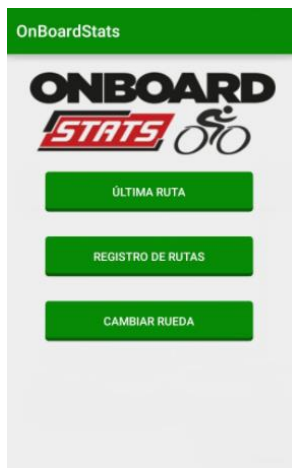 OnBoardStats
ONBOARD
STATS
ÚLTIMA RUTA
REGISTRO DE RUTAS
CAMBIAR RUEDA